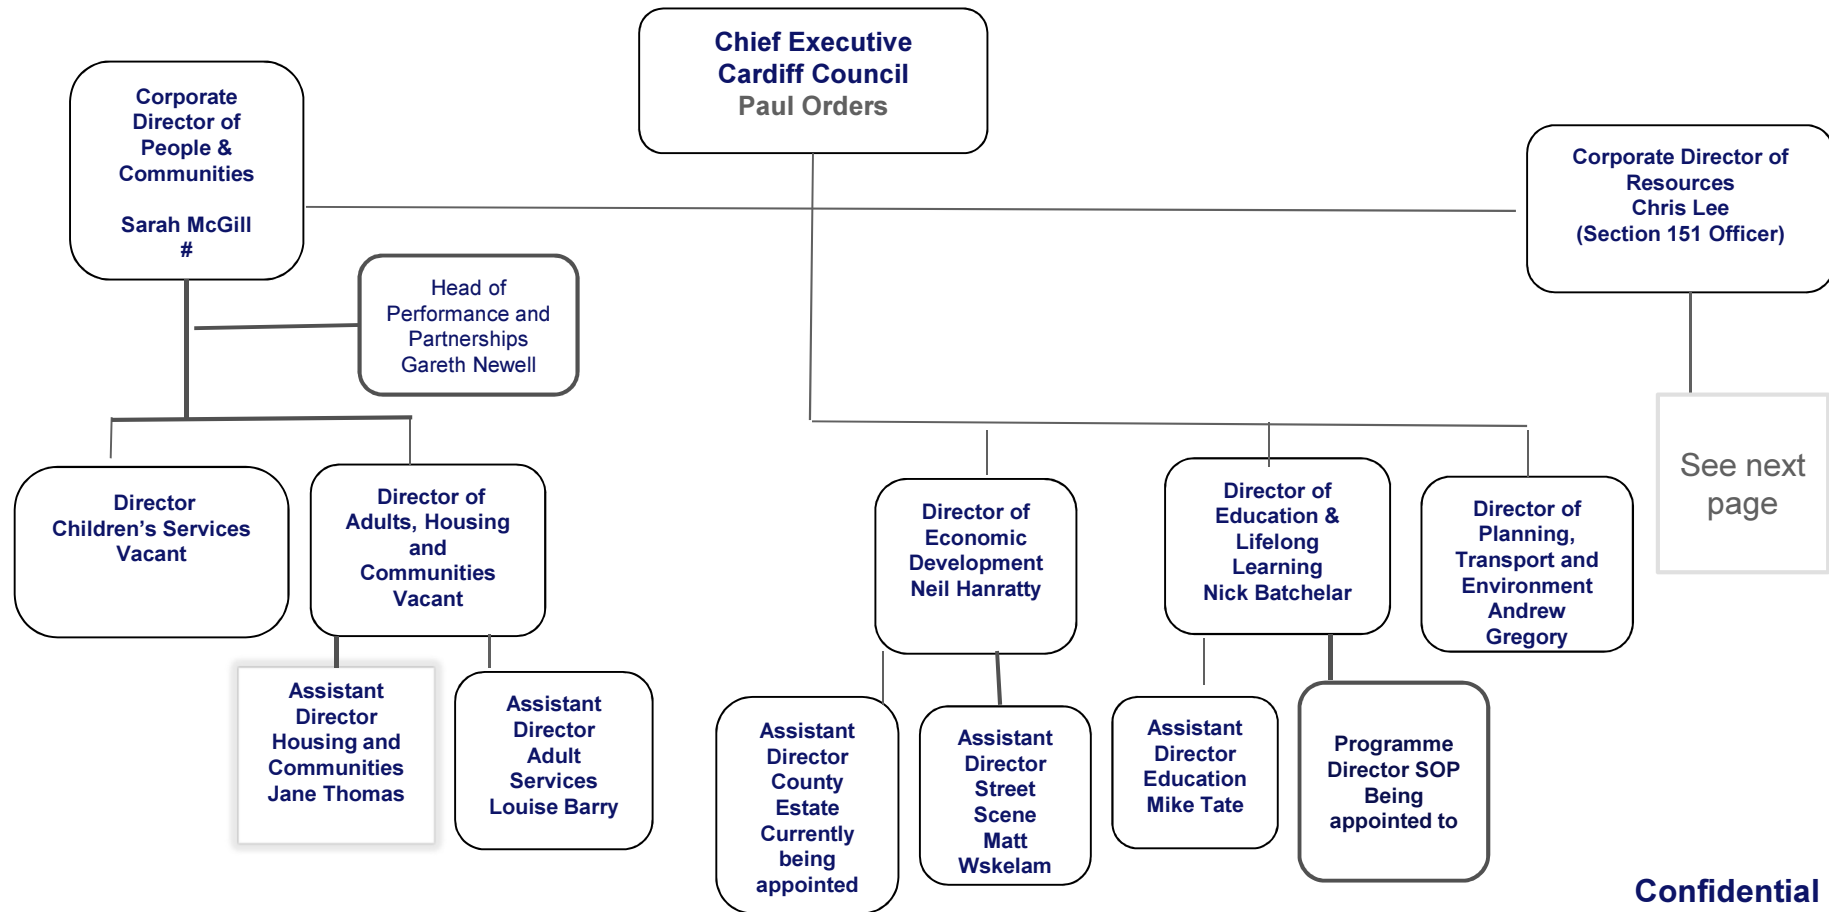 Chief Executive
Cardiff Council
Paul Orders
Corporate
Director of
People &
Communities
Sarah McGill
#
Corporate Director of
Resources
Chris Lee
(Section 151 Officer)
Head of
Performance and
Partnerships
Gareth Newell
See next
page
Director
Children’s Services
Vacant
Director of
Adults, Housing
and
Communities
Vacant
Director of
Economic
Development
Neil Hanratty
Director of
Education &
Lifelong
Learning
Nick Batchelar
Director of
Planning,
Transport and
Environment
Andrew
Gregory
Assistant
Director
Housing and
Communities
Jane Thomas
Assistant
Director
Adult
Services
Louise Barry
Assistant
Director
County
Estate
Currently
being
appointed
Assistant
Director
Street
Scene
Matt
Wskelam
Assistant
Director
Education
Mike Tate
Programme
Director SOP
Being
appointed to
Confidential